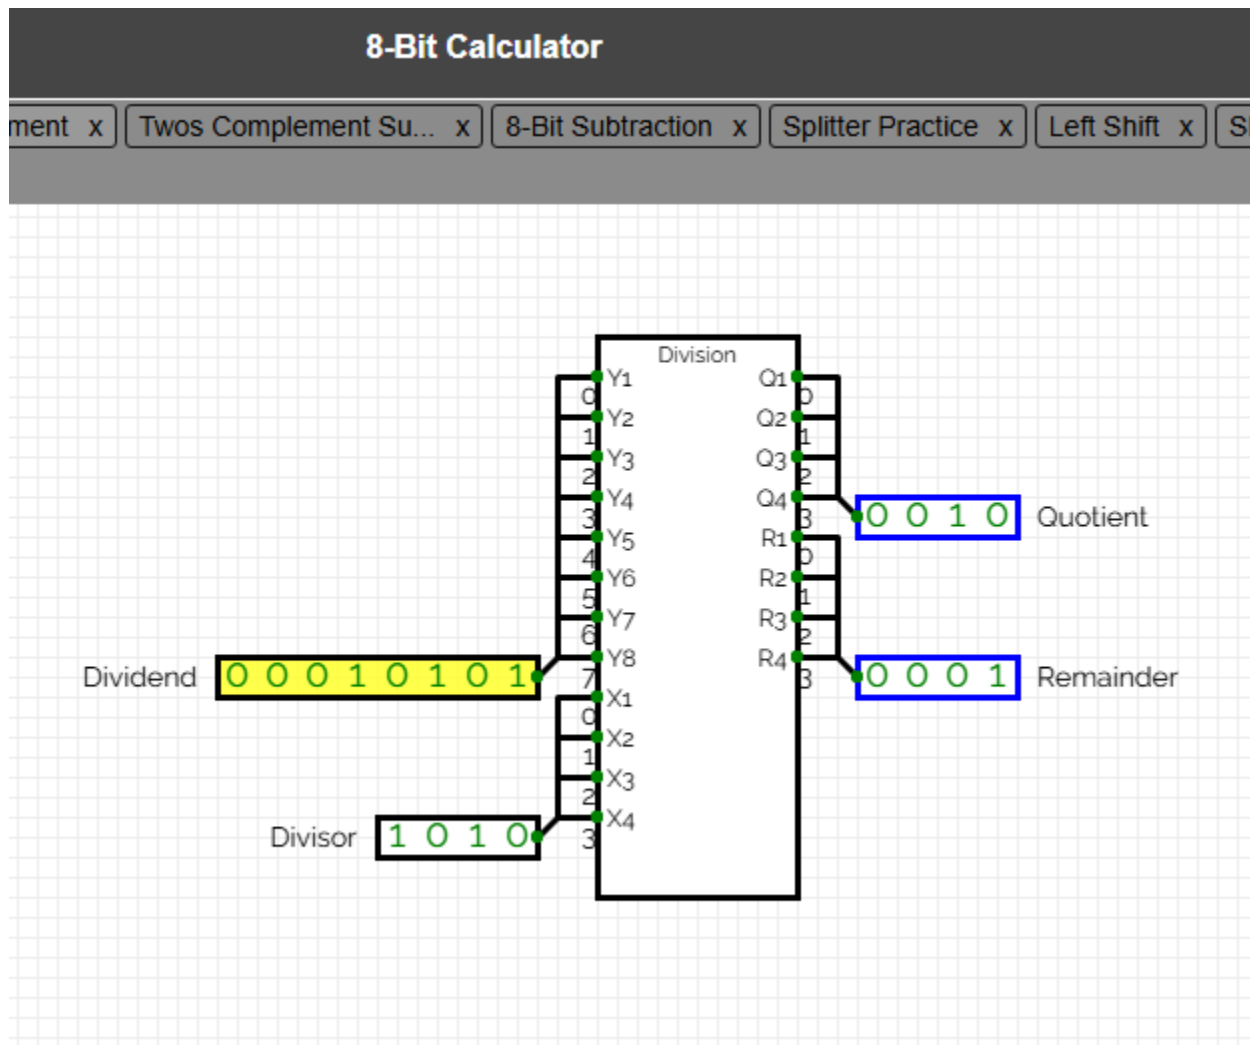 8-Bit Calculator
ment x Twos Complement Su... x 8-Bit Subtraction x Splitter Practice x Left Shift x
Division
Y1 Q1
0 0
Y2 Q2
1 1
Y3 Q3
2 2
Y4 Q4
0 0 1 0 Quotient
3 3
Y5 R1
4 0
Y6 R2
5 1
Y7 R3
6 2
Y8 R4
Dividend 0 0 0 1 0 1 0 1 7 3 0 0 0 1 Remainder
X1
0
X2
1
X3
2
X4
Divisor 1 0 1 0 3